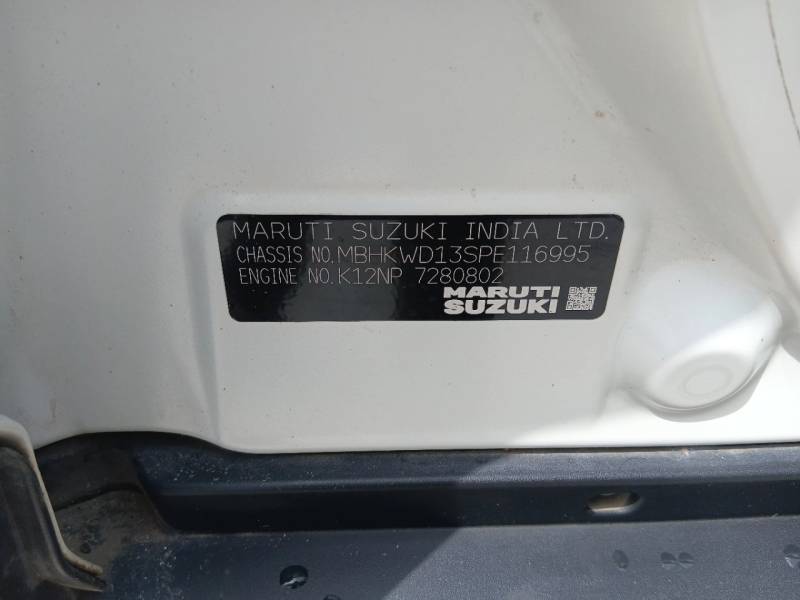 MARUTI SUZUKI INDIA LTD.
CHASSIS NO.MBHKWD13SPE116995
ENGINE NO.K12NP 7280802
MARUTI
SUZUKI